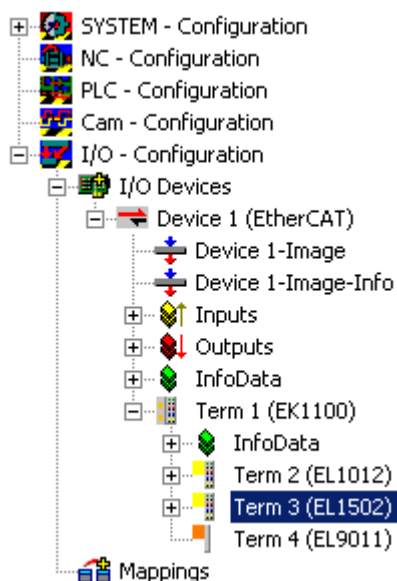 SYSTEM - Configuration
NC - Configuration
PLC - Configuration
Cam - Configuration
I/O - Configuration
I/O Devices
Device 1 (EtherCAT)
Device 1-Image
Device 1-Image-Info
Inputs
Outputs
InfoData
Term 1 (EK1100)
InfoData
Term 2 (EL1012)
Term 3 (EL1502)
Term 4 (EL9011)
Mappings